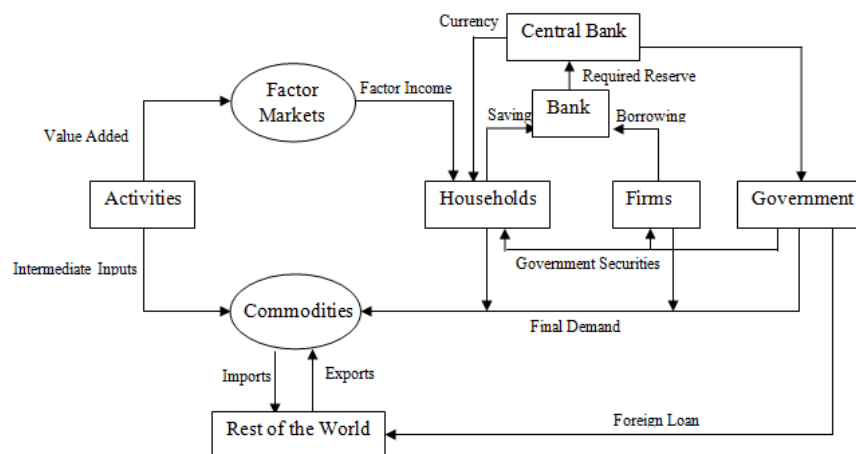 Currency
Central Bank
Required Reserve
Factor
Markets
Factor Income
Bank
Saving
Borrowing
Value Added
Activities
Households
Firms
Government
Intermediate Inputs
Government Securities
Commodities
Final Demand
Imports
Exports
Rest of the World
Foreign Loan